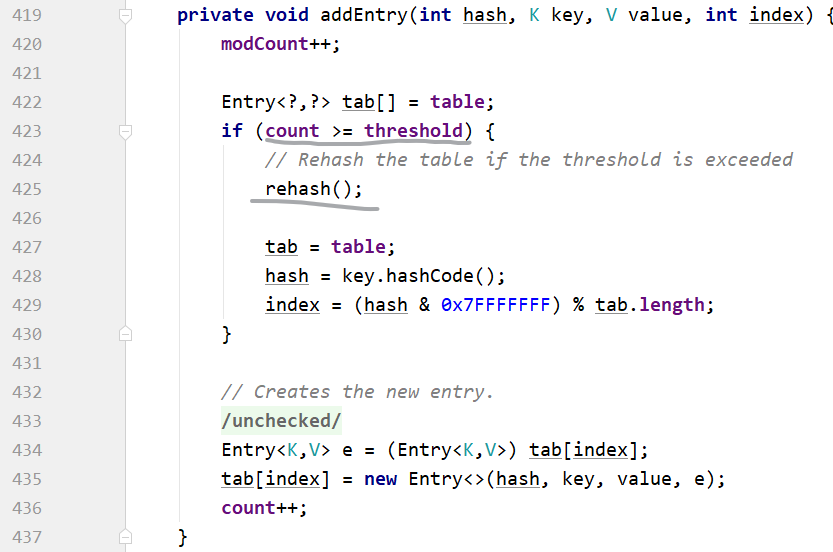 419 private void addEntry(int hash, K key, V value, int index) {
420 modCount++;
421
422 Entry<?,?> tab[] = table;
423 if (count >= threshold) {
424 // Rehash the table if the threshold is exceeded
425 rehash();
426
427 tab = table;
428 hash = key.hashCode();
429 index = (hash & 0x7FFFFFFF) % tab.length;
430 }
431
432 // Creates the new entry.
433 /unchecked/
434 Entry<K,V> e = (Entry<K,V>) tab[index];
435 tab[index] = new Entry<>(hash, key, value, e);
436 count++;
437 }